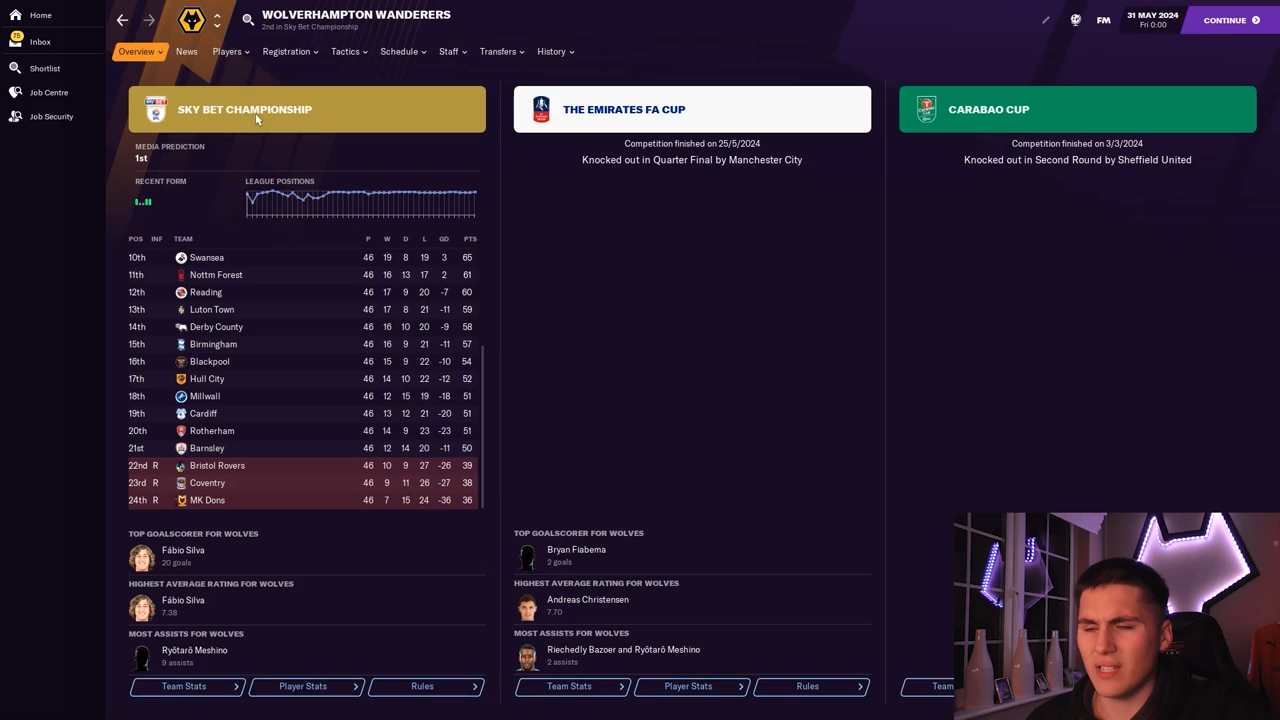 Home
75
Inbox
Shortlist
Job Centre
Job Security
WOLVERHAMPTON WANDERERS
2nd in Sky Bet Championship
FM
31 MAY 2024
Fri 0:00
CONTINUE
Overview
News
Players
Registration
Tactics
Schedule
Staff
Transfers
History
SKY BET CHAMPIONSHIP
MEDIA PREDICTION
1st
RECENT FORM
LEAGUE POSITIONS
POS INF TEAM P W D L GD PTS
10th Swansea 46 19 8 19 3 65
11th Nottm Forest 46 16 13 17 2 61
12th Reading 46 17 9 20 -7 60
13th Luton Town 46 17 8 21 -11 59
14th Derby County 46 16 10 20 -9 58
15th Birmingham 46 16 9 21 -11 57
16th Blackpool 46 15 9 22 -10 54
17th Hull City 46 14 10 22 -12 52
18th Millwall 46 12 15 19 -18 51
19th Cardiff 46 13 12 21 -20 51
20th Rotherham 46 14 9 23 -23 51
21st Barnsley 46 12 14 20 -11 50
22nd R Bristol Rovers 46 10 9 27 -26 39
23rd R Coventry 46 9 11 26 -27 38
24th R MK Dons 46 7 15 24 -36 36
TOP GOALSCORER FOR WOLVES
Fábio Silva
20 goals
HIGHEST AVERAGE RATING FOR WOLVES
Fábio Silva
7.38
MOST ASSISTS FOR WOLVES
Ryōtarō Meshino
9 assists
Team Stats
Player Stats
Rules
THE EMIRATES FA CUP
Competition finished on 25/5/2024
Knocked out in Quarter Final by Manchester City
TOP GOALSCORER FOR WOLVES
Bryan Fiabema
2 goals
HIGHEST AVERAGE RATING FOR WOLVES
Andreas Christensen
7.70
MOST ASSISTS FOR WOLVES
Riechedly Bazoer and Ryōtarō Meshino
2 assists
Team Stats
Player Stats
Rules
CARABAO CUP
Competition finished on 3/3/2024
Knocked out in Second Round by Sheffield United
Team